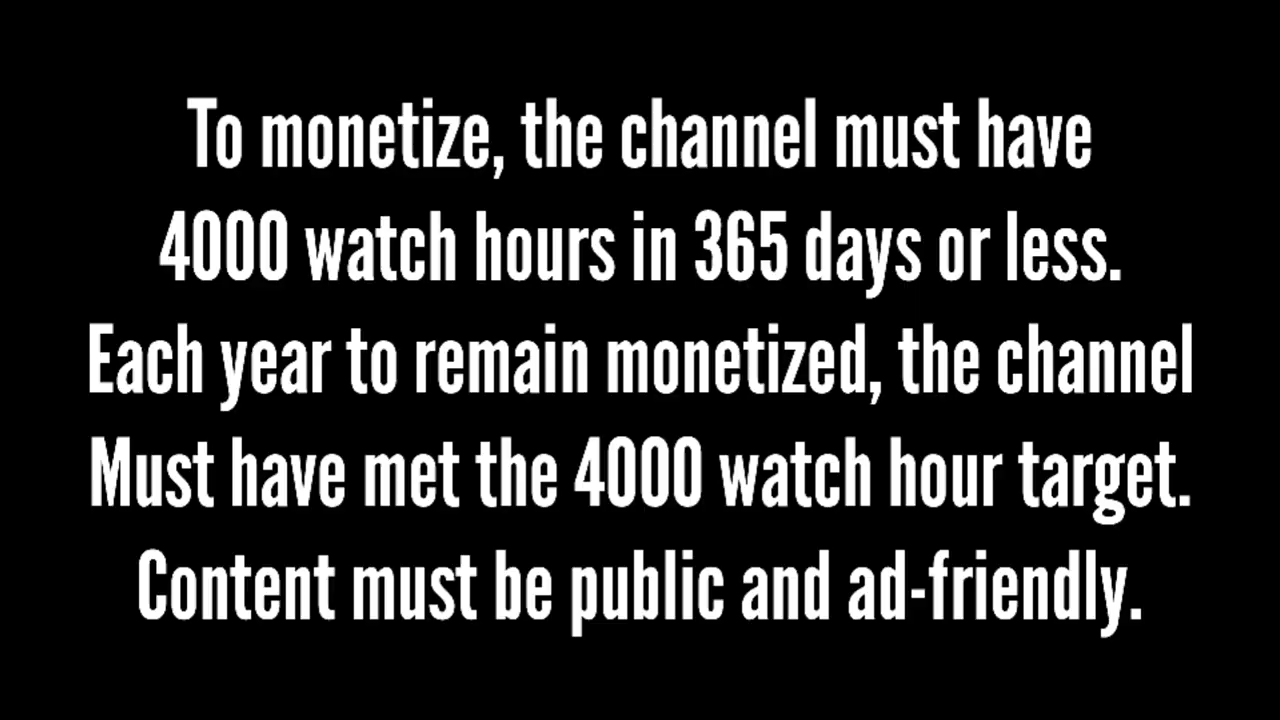 To monetize, the channel must have
4000 watch hours in 365 days or less.
Each year to remain monetized, the channel
Must have met the 4000 watch hour target.
Content must be public and ad-friendly.